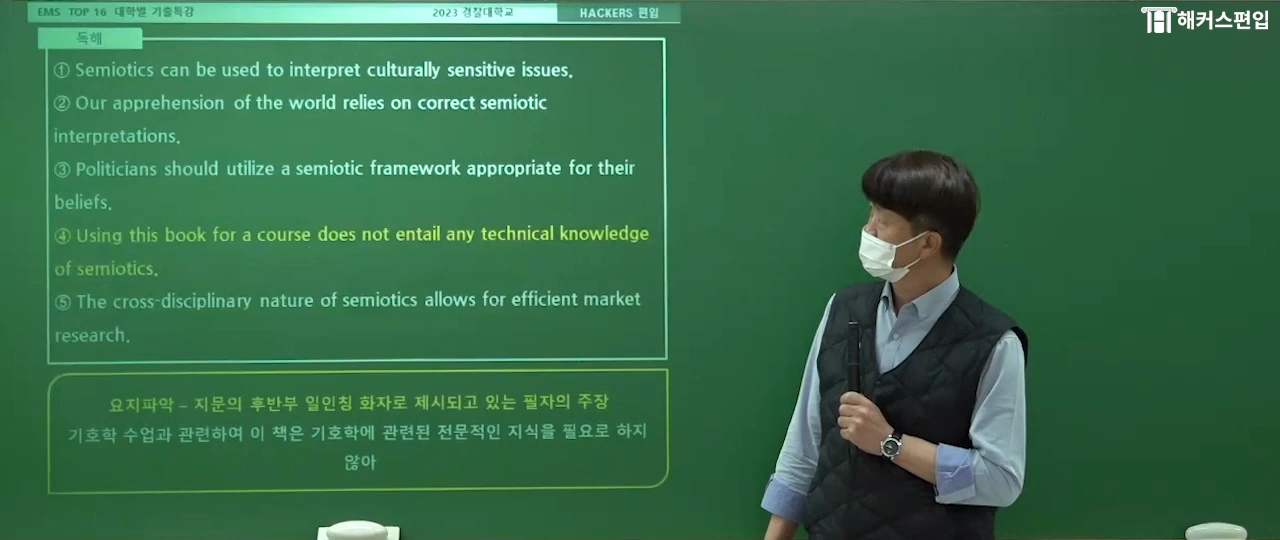 EMS TOP 16 대학별 기출특강
2023 경찰대학교
HACKERS 편입
해커스편입
독해
① Semiotics can be used to interpret culturally sensitive issues.
② Our apprehension of the world relies on correct semiotic
interpretations.
③ Politicians should utilize a semiotic framework appropriate for their
beliefs.
④ Using this book for a course does not entail any technical knowledge
of semiotics.
⑤ The cross-disciplinary nature of semiotics allows for efficient market
research.
요지파악 – 지문의 후반부 일인칭 화자로 제시되고 있는 필자의 주장
기호학 수업과 관련하여 이 책은 기호학에 관련된 전문적인 지식을 필요로 하지
않아